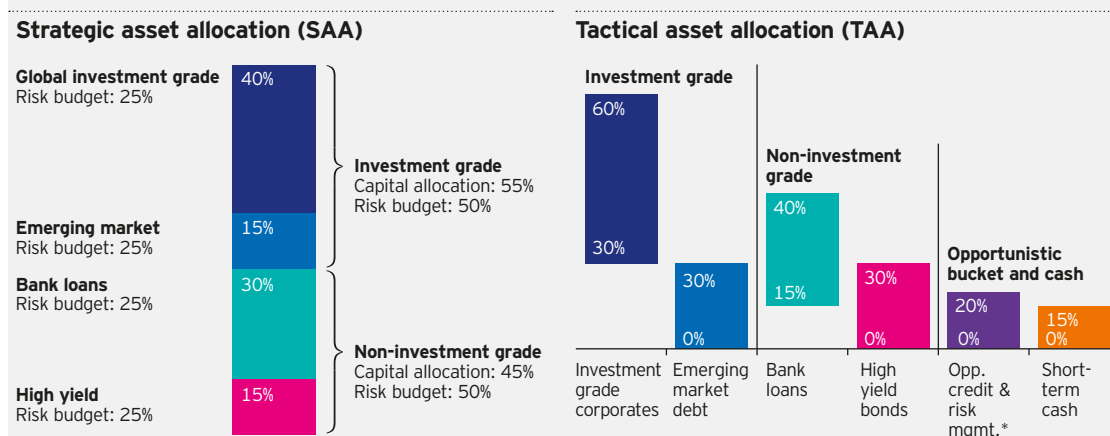 Strategic asset allocation (SAA)
Global investment grade
Risk budget: 25%
40%
Investment grade
Capital allocation: 55%
Risk budget: 50%
Emerging market
Risk budget: 25%
15%
Bank loans
Risk budget: 25%
30%
Non-investment grade
Capital allocation: 45%
Risk budget: 50%
High yield
Risk budget: 25%
15%
Tactical asset allocation (TAA)
Investment grade
60%
30%
30%
0%
Non-investment
grade
40%
15%
30%
0%
Opportunistic
bucket and cash
20%
0%
15%
0%
Investment
grade
corporates
Emerging
market
debt
Bank
loans
High
yield
bonds
Opp.
credit &
risk
mgmt.*
Short-
term
cash